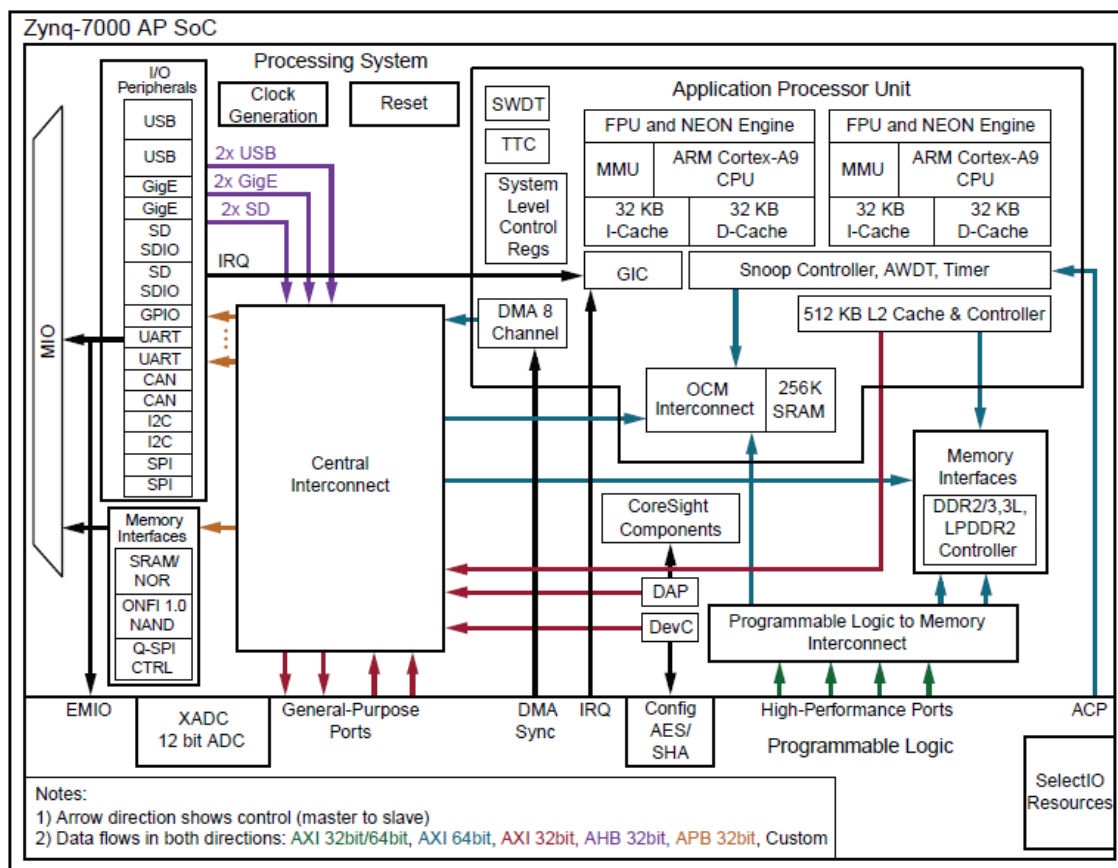 Zynq-7000 AP SoC
Processing System
I/O
Peripherals
USB
USB
GigE
GigE
SD
SDIO
SD
SDIO
GPIO
UART
UART
CAN
CAN
I2C
I2C
SPI
SPI
MIO
Memory
Interfaces
SRAM/
NOR
ONFI 1.0
NAND
Q-SPI
CTRL
Clock
Generation
Reset
2x USB
2x GigE
2x SD
IRQ
Central
Interconnect
Application Processor Unit
SWDT
TTC
System
Level
Control
Regs
FPU and NEON Engine
MMU
ARM Cortex-A9
CPU
32 KB
I-Cache
32 KB
D-Cache
FPU and NEON Engine
MMU
ARM Cortex-A9
CPU
32 KB
I-Cache
32 KB
D-Cache
GIC
Snoop Controller, AWDT, Timer
DMA 8
Channel
512 KB L2 Cache & Controller
OCM
Interconnect
256K
SRAM
Memory
Interfaces
DDR2/3,3L,
LPDDR2
Controller
CoreSight
Components
DAP
DevC
Programmable Logic to Memory
Interconnect
EMIO
XADC
12 bit ADC
General-Purpose
Ports
DMA
Sync
IRQ
Config
AES/
SHA
High-Performance Ports
ACP
Programmable Logic
SelectIO
Resources
Notes:
1) Arrow direction shows control (master to slave)
2) Data flows in both directions: AXI 32bit/64bit, AXI 64bit, AXI 32bit, AHB 32bit, APB 32bit, Custom